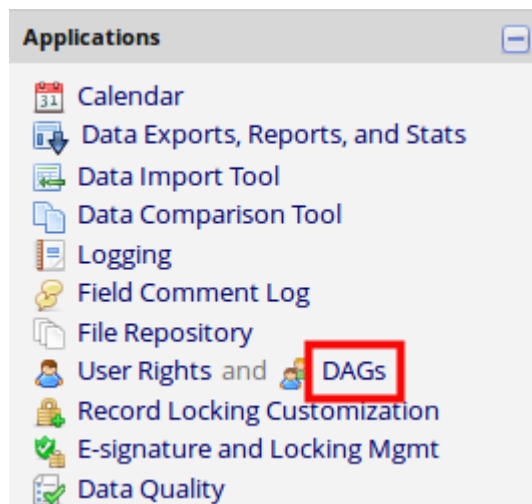 Applications
31 Calendar
Data Exports, Reports, and Stats
Data Import Tool
Data Comparison Tool
Logging
Field Comment Log
File Repository
User Rights and DAGs
Record Locking Customization
E-signature and Locking Mgmt
Data Quality